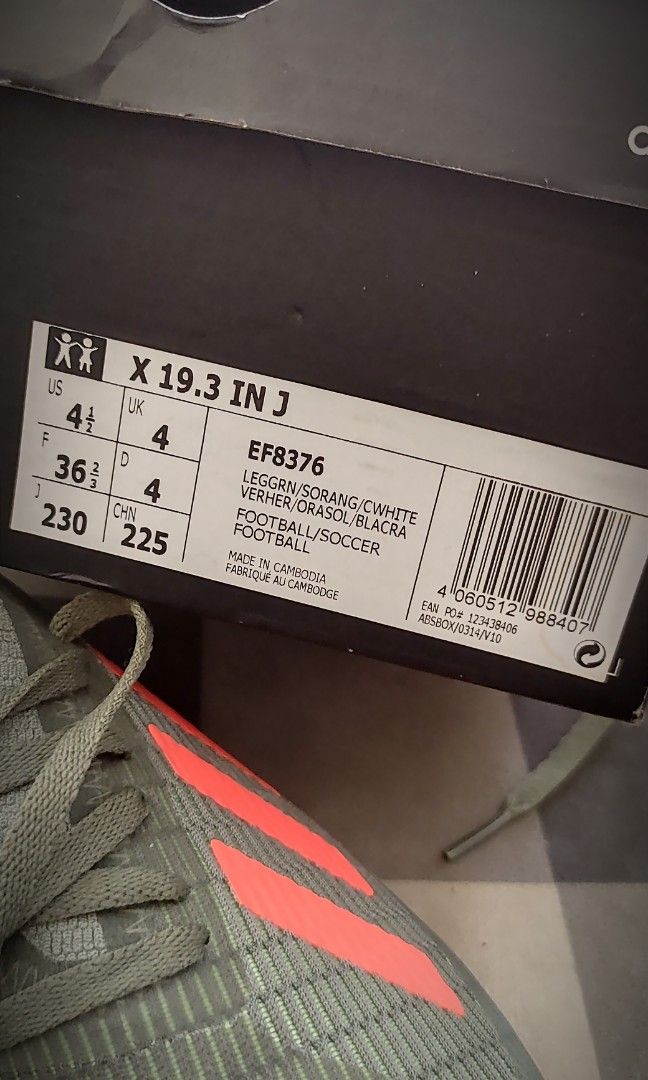 X 19.3 IN J
US
4½
UK
4
F
36⅔
D
4
J
230
CHN
225
EF8376
LEGGRN/SORANG/CWHITE
VERHER/ORASOL/BLACRA
FOOTBALL/SOCCER
FOOTBALL
MADE IN CAMBODIA
FABRIQUÉ AU CAMBODGE
4 060512 988407
EAN PO# 123438406
ABSBOX/0314/V10